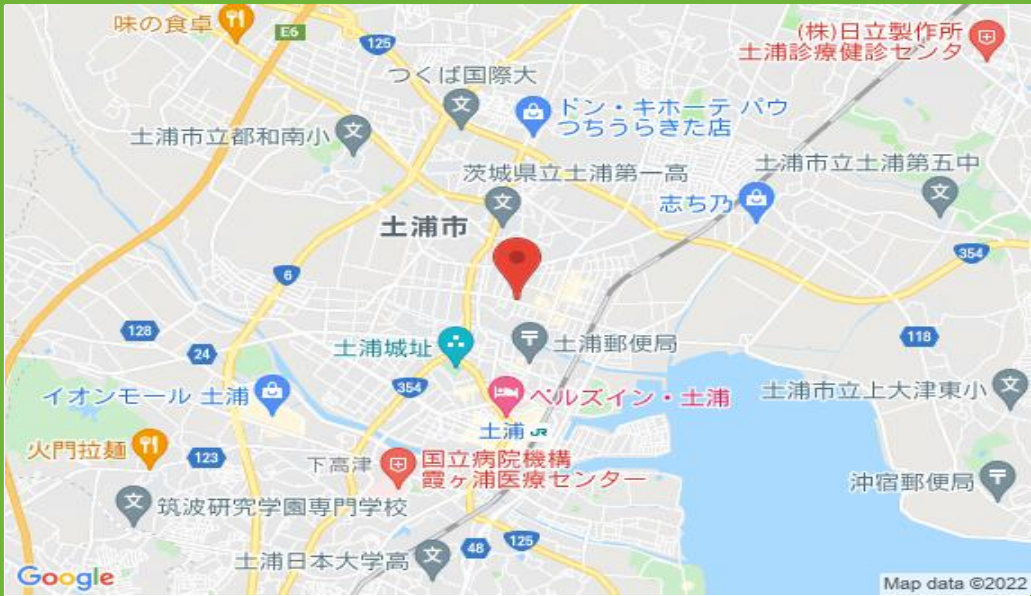 味の食卓
E6
125
(株)日立製作所
土浦診療健診センタ
つくば国際大
ドン・キホーテ パウ
つちうらきた店
土浦市立都和南小
茨城県立土浦第一高
土浦市立土浦第五中
志ち乃
土浦市
354
6
128
24
土浦城址
土浦郵便局
118
354
イオンモール 土浦
ベルズイン・土浦
土浦市立上大津東小
土浦 JR
火門拉麺
123
下高津
国立病院機構
霞ヶ浦医療センター
沖宿郵便局
筑波研究学園専門学校
土浦日本大学高
48
125
Google
Map data ©2022